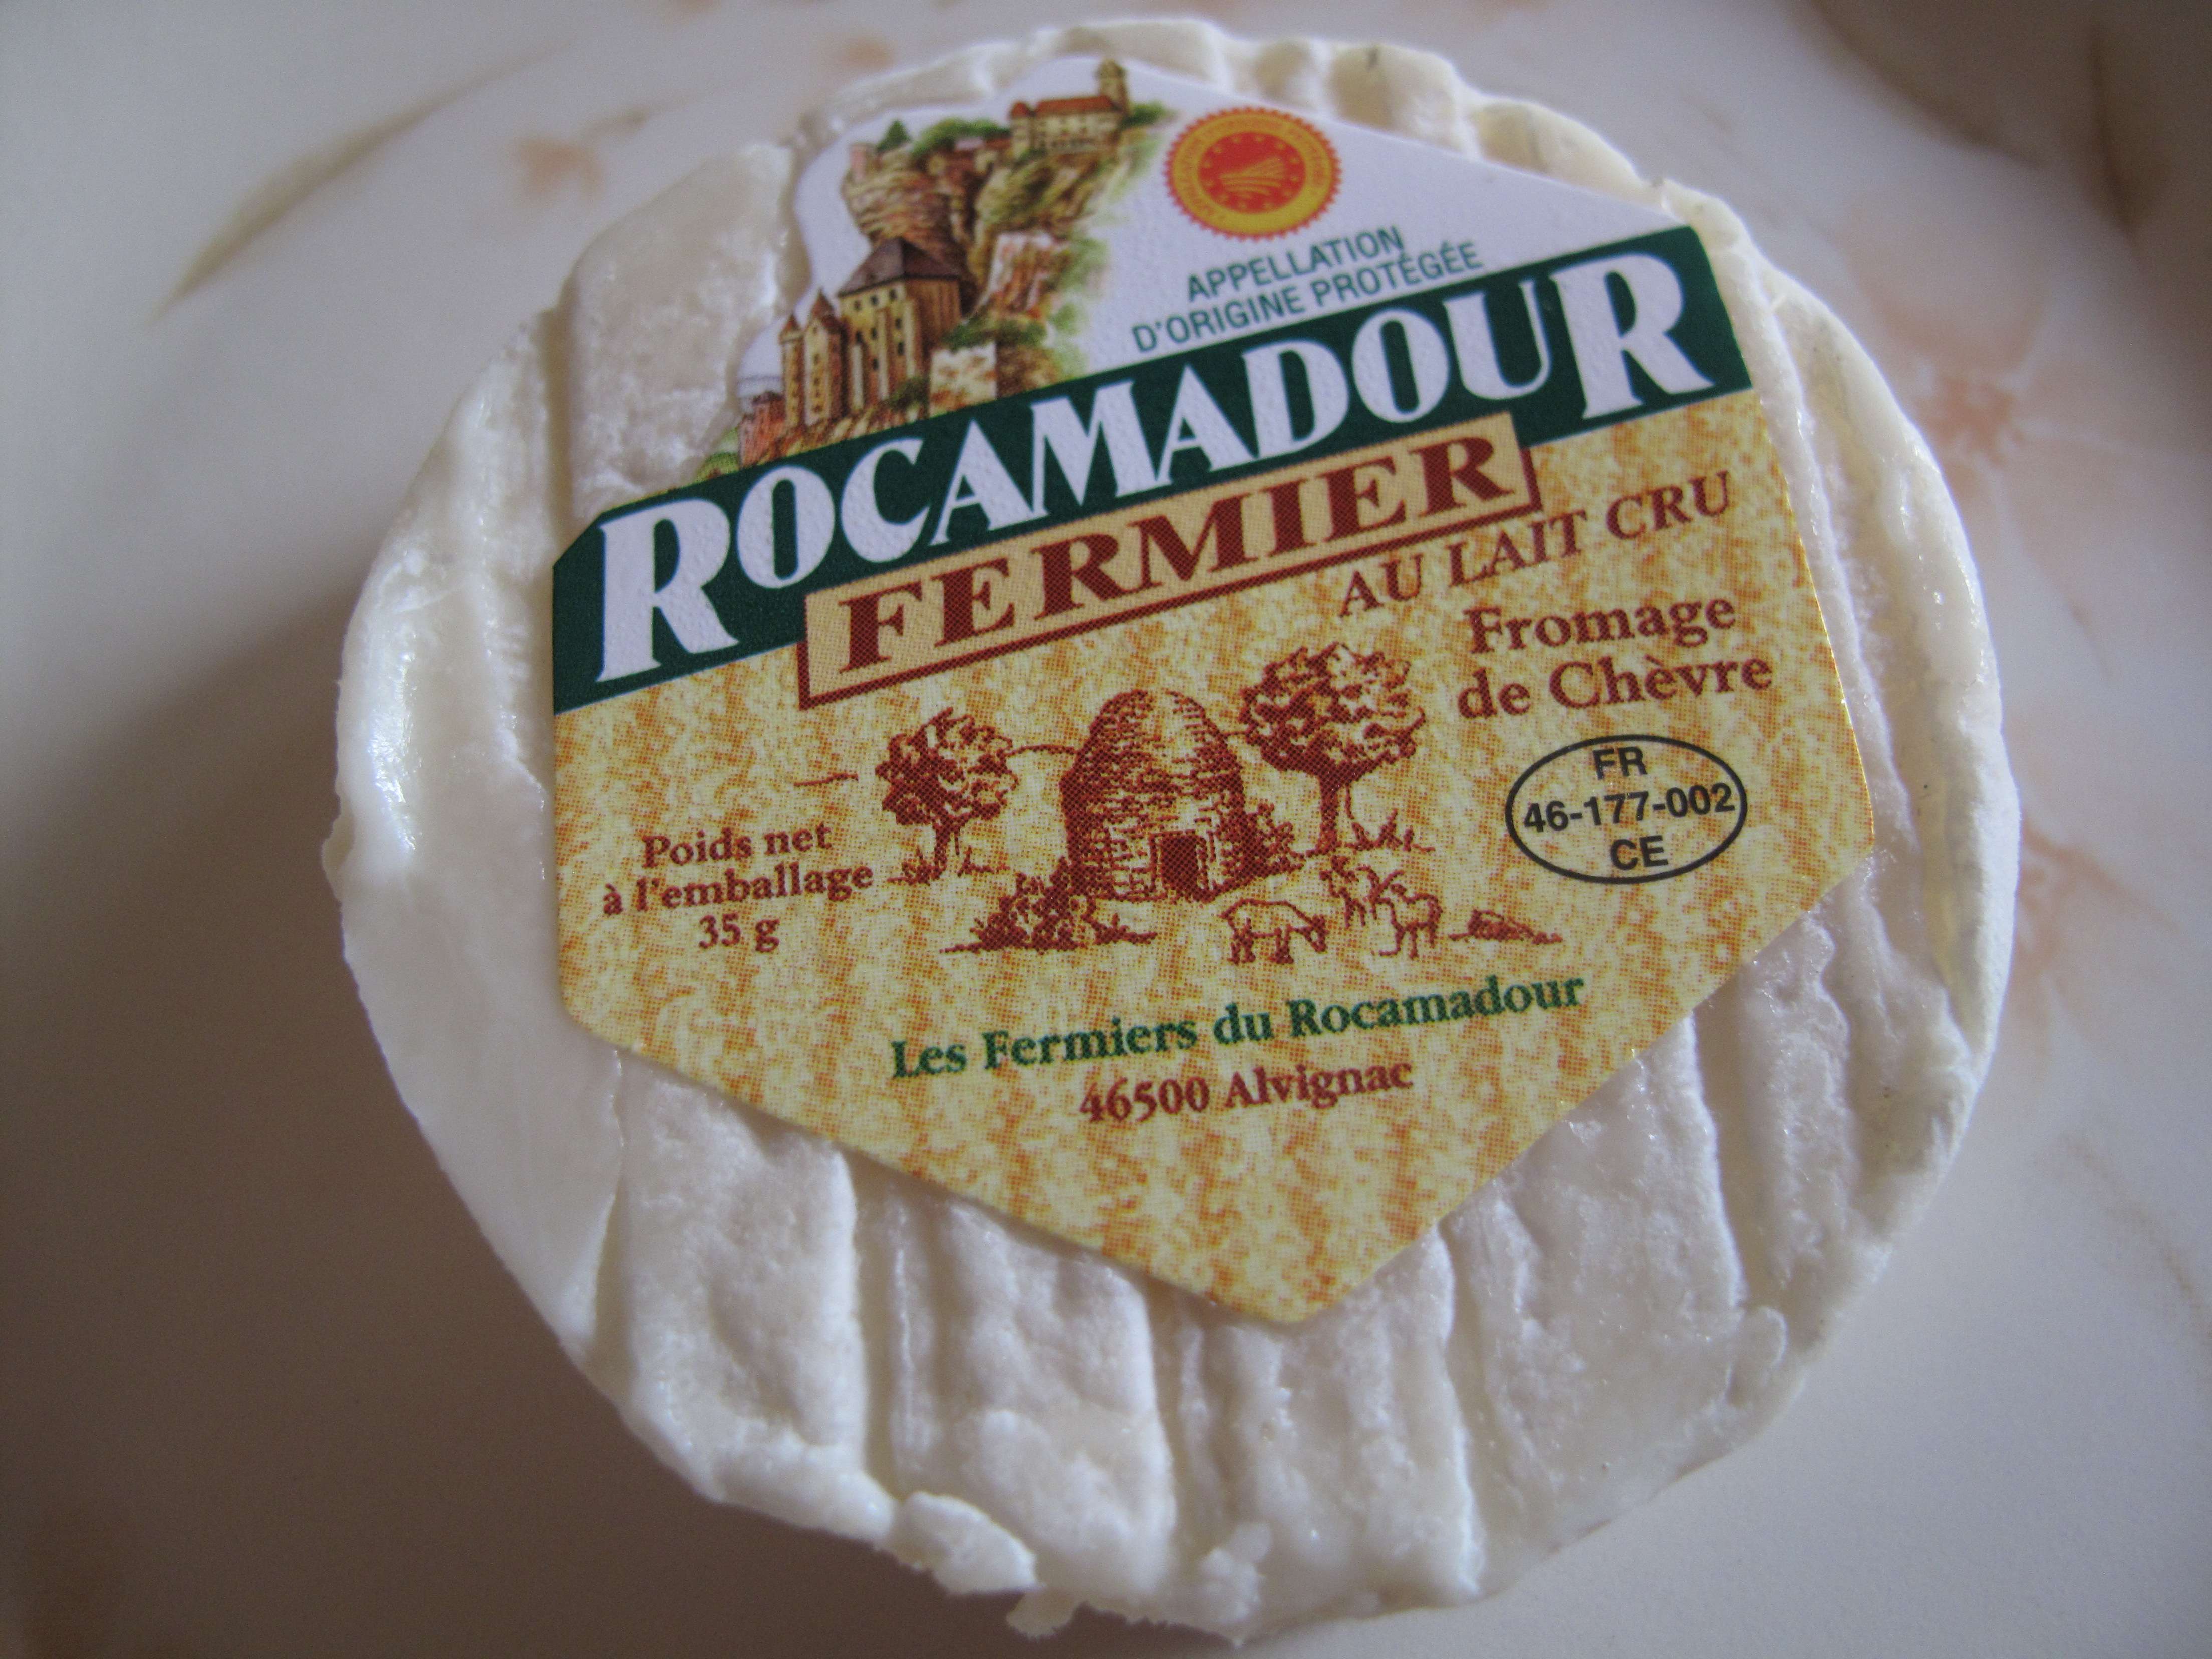 APPELLATION
D'ORIGINE PROTÉGÉE
ROCAMADOUR
FERMIER
AU LAIT CRU
Fromage
de Chèvre
FR
46-177-002
CE
Poids net
à l'emballage
35 g
Les Fermiers du Rocamadour
46500 Alvignac